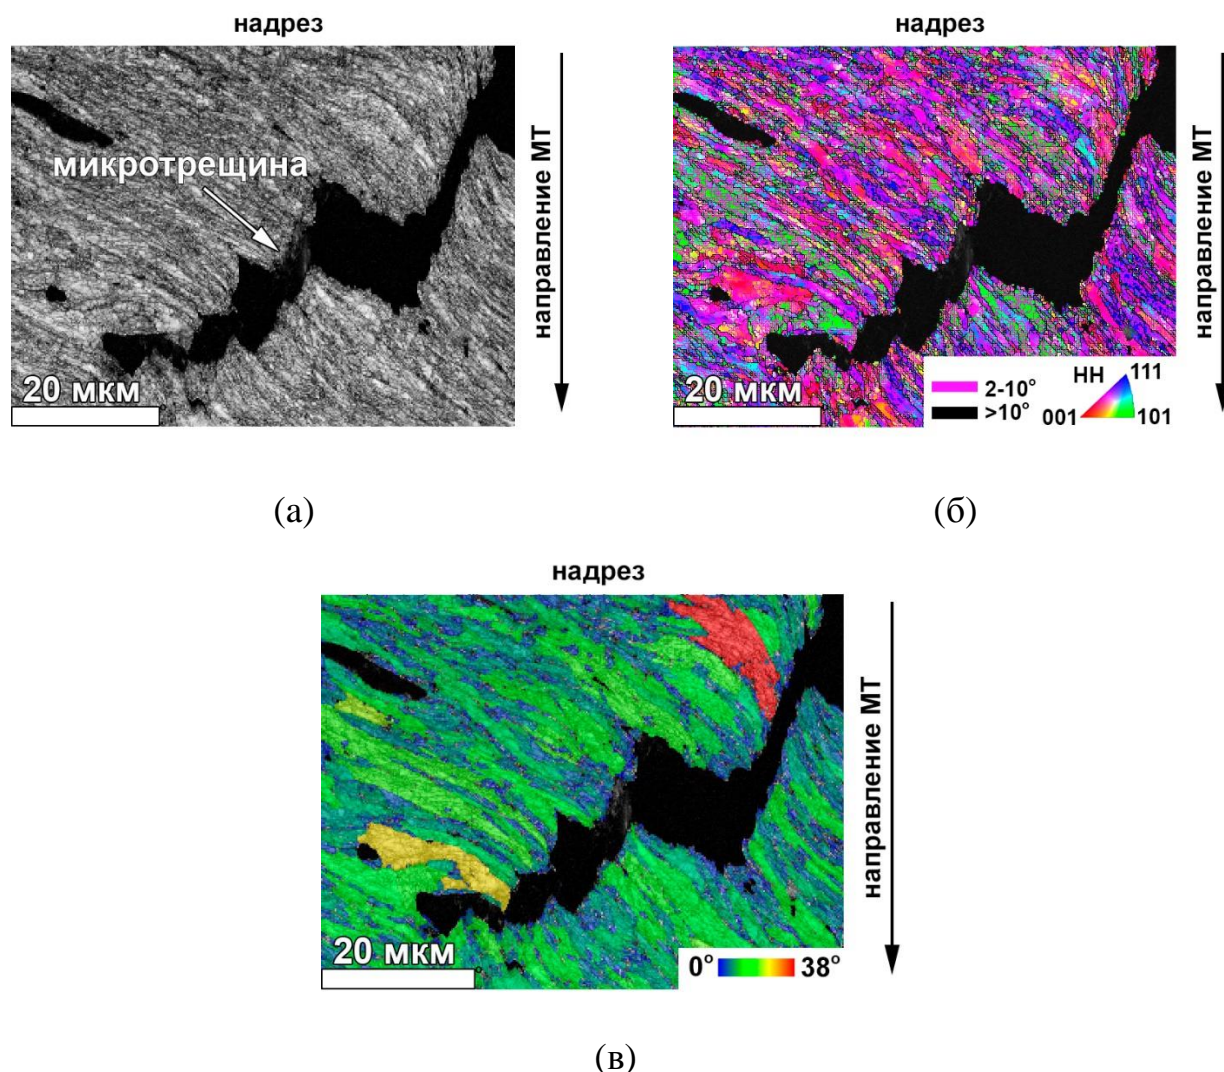 надрез
надрез
микротрещина
направление МТ
направление МТ
20 мкм
20 мкм
2-10°
>10°
НН
111
001
101
(а)
(б)
надрез
направление МТ
20 мкм
0°
38°
(в)